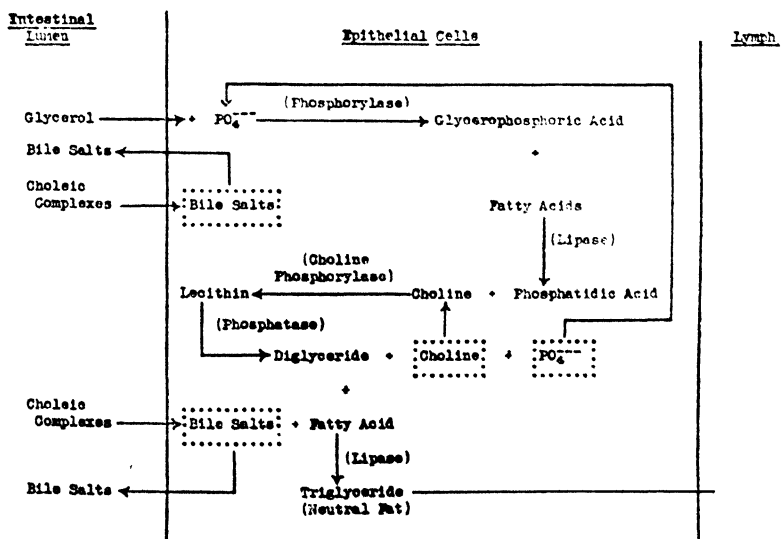 Intestinal
Lumen
Epithelial Cells
Lymph
(Phosphorylase)
Glycerol + PO4--- Glycerophosphoric Acid
Bile Salts +
Choleic
Complexes
Bile Salts Fatty Acids
(Lipase)
(Choline
Phosphorylase)
Lecithin Choline + Phosphatidic Acid
(Phosphatase)
Diglyceride + Choline + PO4---
+
Choleic
Complexes
Bile Salts + Fatty Acid
(Lipase)
Bile Salts Triglyceride
(Neutral Fat)